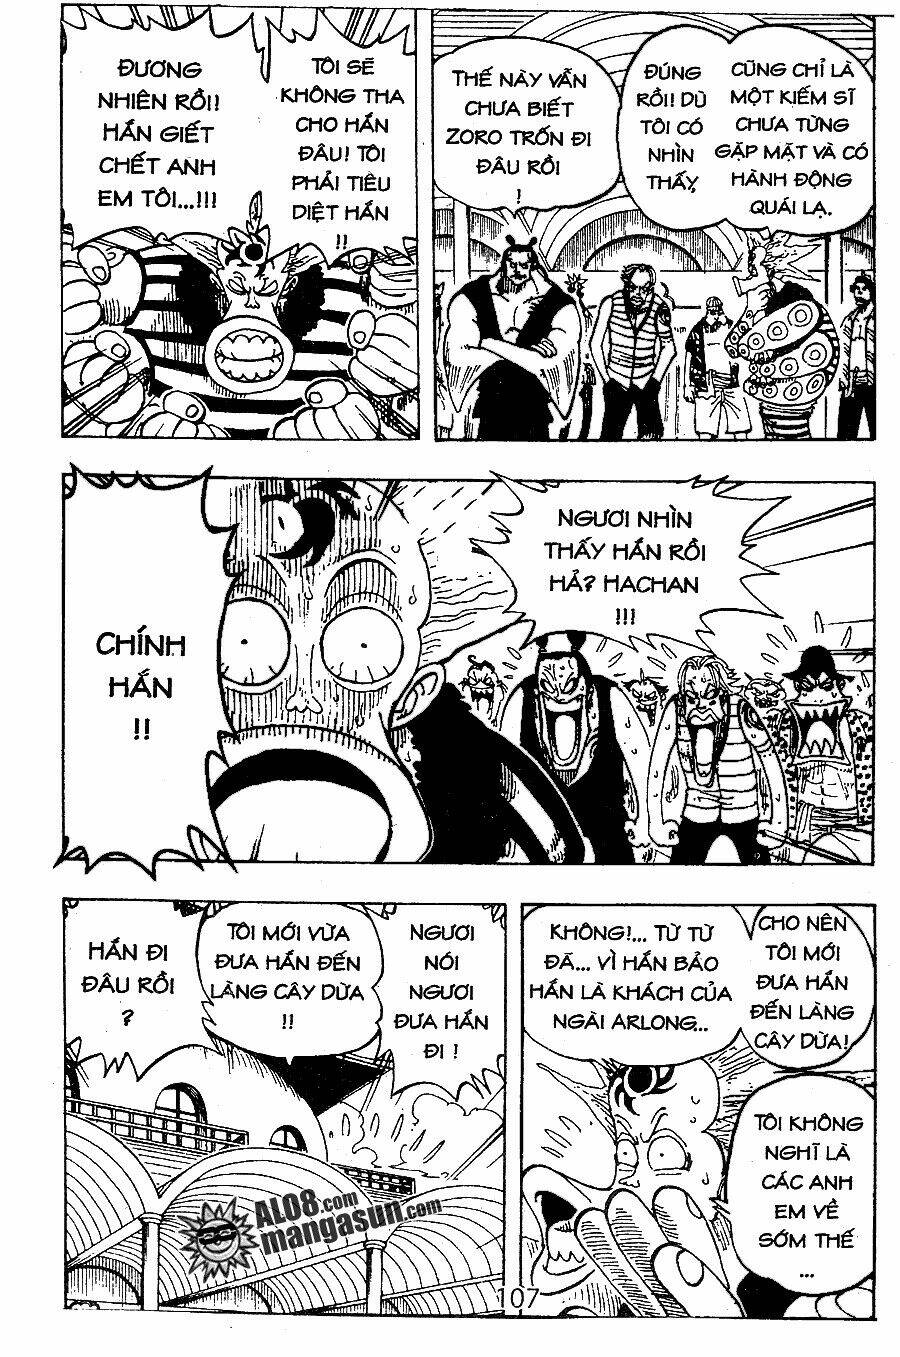 CŨNG CHỈ LÀ
MỘT KIẾM SĨ
CHƯA TỪNG
GẶP MẶT VÀ CÓ
HÀNH ĐỘNG
QUÁI LẠ.
ĐÚNG
RỒI!! DÙ
TÔI CÓ
NHÌN
THẤY
THẾ NÀY VẪN
CHƯA BIẾT
ZORO TRỐN ĐI
ĐÂU RỒI
!
TÔI SẼ
KHÔNG THA
CHO HẮN
ĐÂU! TÔI
PHẢI TIÊU
DIỆT HẮN
!!
ĐƯƠNG
NHIÊN RỒI!!
HẮN GIẾT
CHẾT ANH
EM TÔI...!!!
NGƯƠI NHÌN
THẤY HẮN RỒI
HẢ? HACHAN
!!!
CHÍNH
HẮN
!!
CHO NÊN
TÔI MỚI
ĐƯA HẮN
ĐẾN LÀNG
CÂY DỪA!
KHÔNG!... TỪ TỪ
ĐÃ... VÌ HẮN BẢO
HẮN LÀ KHÁCH CỦA
NGÀI ARLONG...
TÔI KHÔNG
NGHĨ LÀ
CÁC ANH
EM VỀ
SỚM THẾ
...
NGƯƠI
NÓI
NGƯƠI
ĐƯA HẮN
ĐI !
TÔI MỚI VỪA
ĐƯA HẮN ĐẾN
LÀNG CÂY DỪA
!!
HẮN ĐI
ĐÂU RỒI
?
ALO8.com
mangasun.com
107